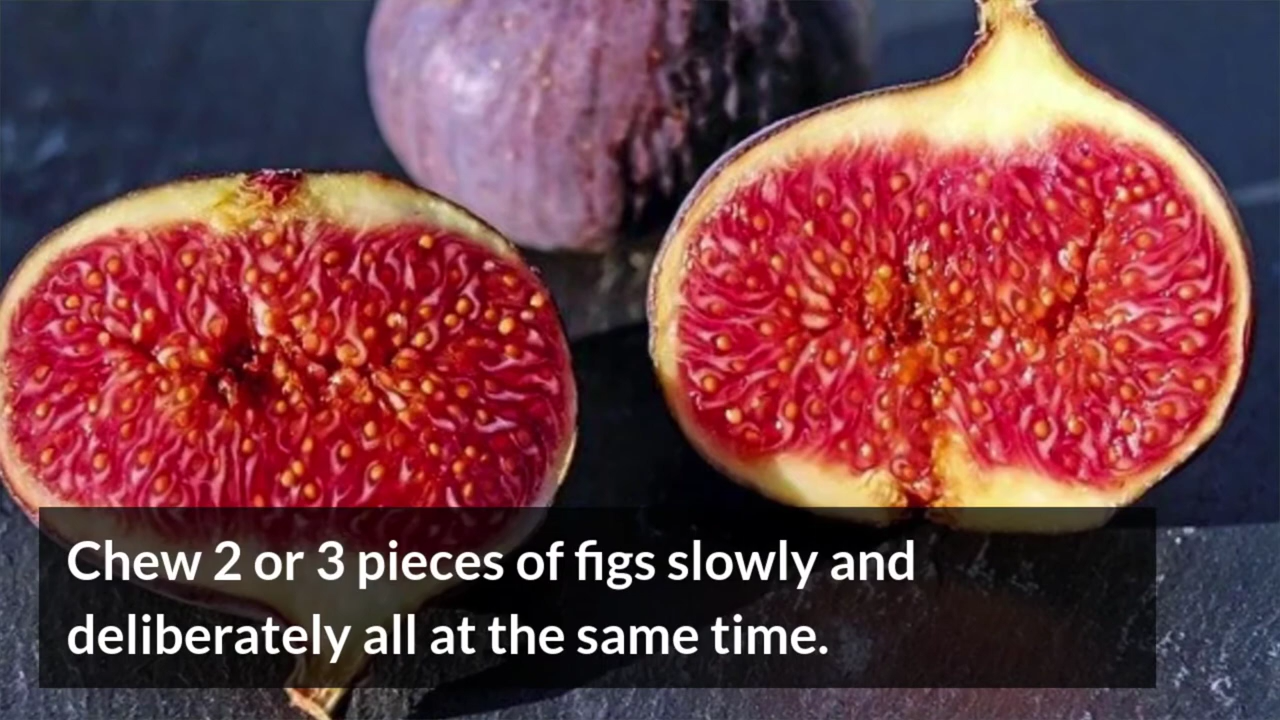 Chew 2 or 3 pieces of figs slowly and
deliberately all at the same time.